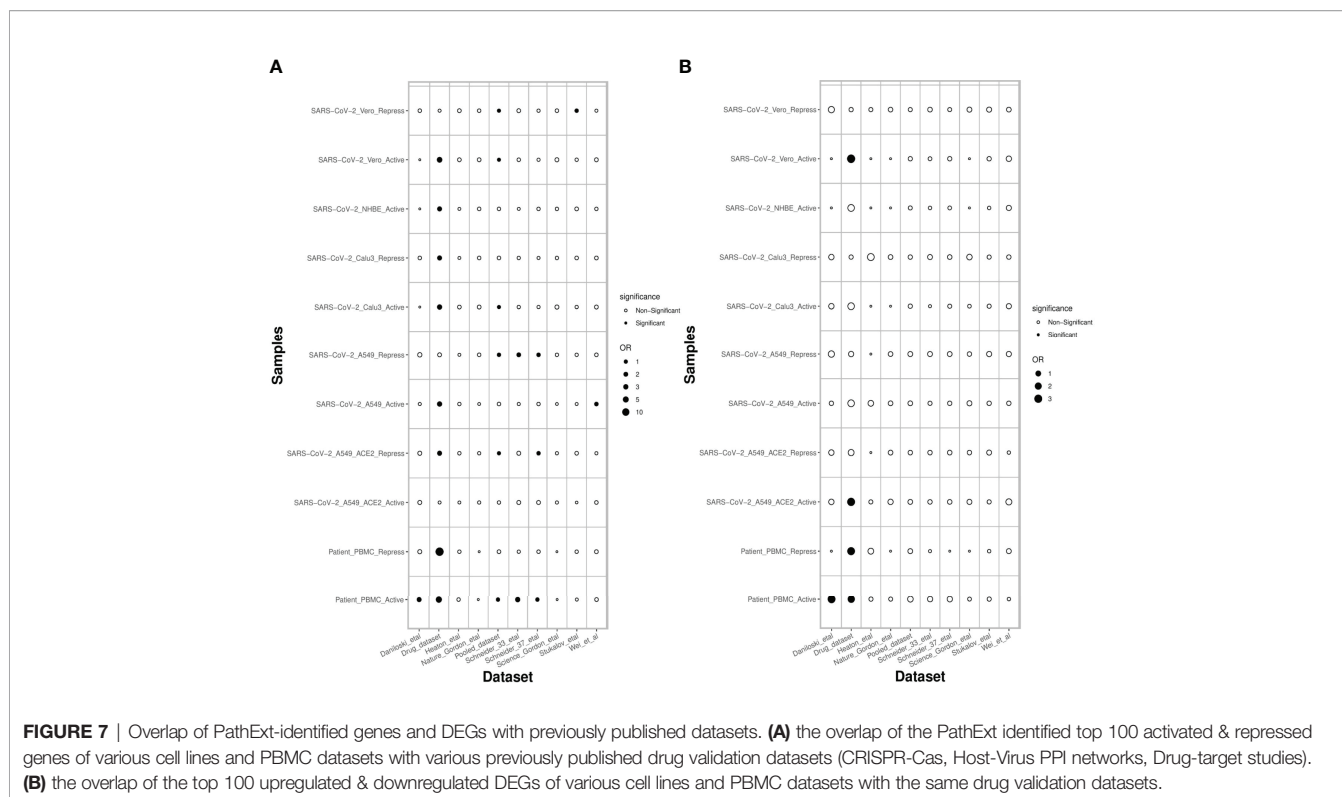 A
SARS-CoV-2_Vero_Repress
SARS-CoV-2_Vero_Active
SARS-CoV-2_NHBE_Active
SARS-CoV-2_Calu3_Repress
SARS-CoV-2_Calu3_Active
SARS-CoV-2_A549_Repress
SARS-CoV-2_A549_Active
SARS-CoV-2_A549_ACE2_Repress
SARS-CoV-2_A549_ACE2_Active
Patient_PBMC_Repress
Patient_PBMC_Active
Samples
Daniloski_etal
Drug_dataset
Heaton_etal
Nature_Gordon_etal
Pooled_dataset
Schneider_33_etal
Schneider_37_etal
Science_Gordon_etal
Stukalov_etal
Wei_et_al
Dataset
significance
Non-Significant
Significant
OR
1
2
3
5
10
B
SARS-CoV-2_Vero_Repress
SARS-CoV-2_Vero_Active
SARS-CoV-2_NHBE_Active
SARS-CoV-2_Calu3_Repress
SARS-CoV-2_Calu3_Active
SARS-CoV-2_A549_Repress
SARS-CoV-2_A549_Active
SARS-CoV-2_A549_ACE2_Repress
SARS-CoV-2_A549_ACE2_Active
Patient_PBMC_Repress
Patient_PBMC_Active
Samples
Daniloski_etal
Drug_dataset
Heaton_etal
Nature_Gordon_etal
Pooled_dataset
Schneider_33_etal
Schneider_37_etal
Science_Gordon_etal
Stukalov_etal
Wei_et_al
Dataset
significance
Non-Significant
Significant
OR
1
2
3
FIGURE 7 | Overlap of PathExt-identified genes and DEGs with previously published datasets. (A) the overlap of the PathExt identified top 100 activated & repressed
genes of various cell lines and PBMC datasets with various previously published drug validation datasets (CRISPR-Cas, Host-Virus PPI networks, Drug-target studies).
(B) the overlap of the top 100 upregulated & downregulated DEGs of various cell lines and PBMC datasets with the same drug validation datasets.